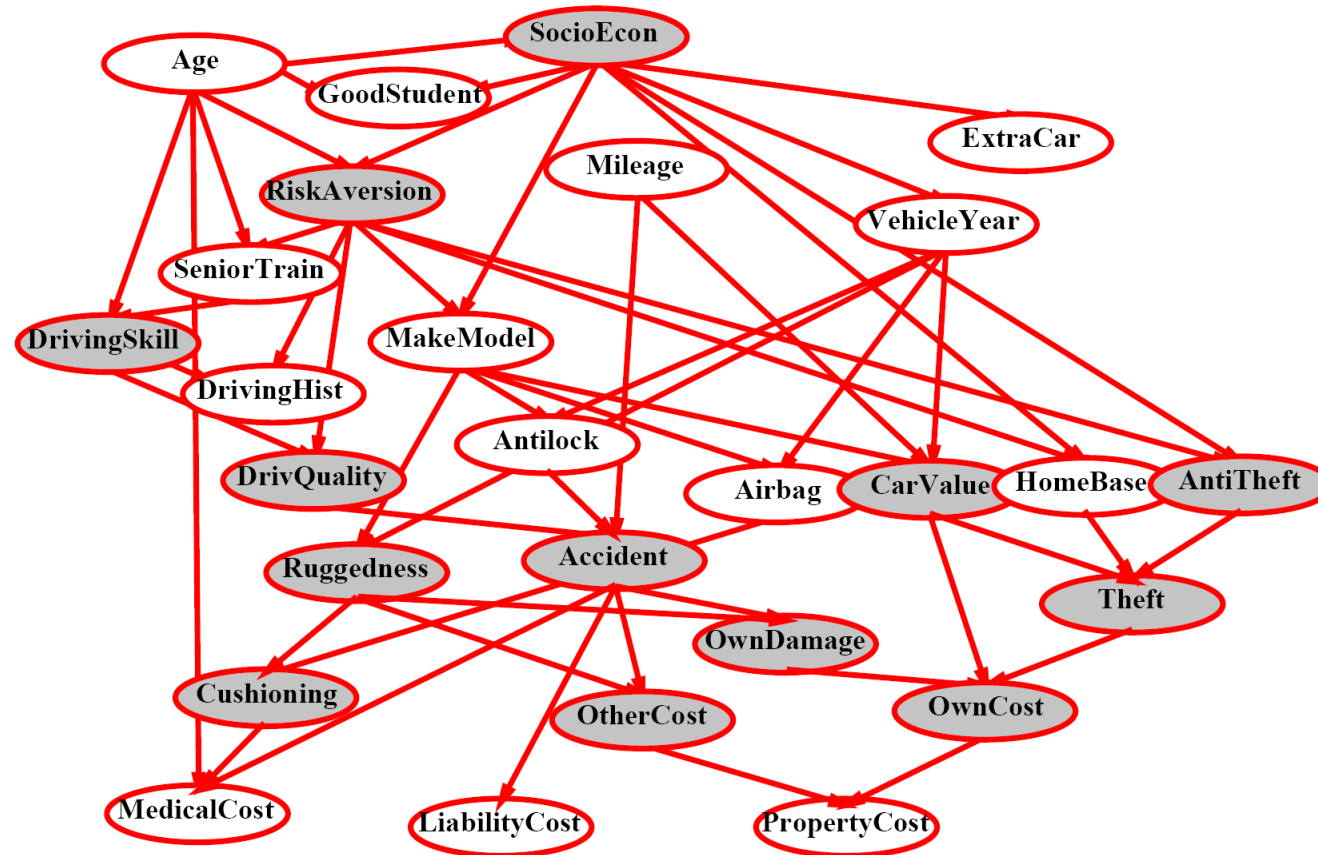 SocioEcon
Age
GoodStudent
ExtraCar
Mileage
RiskAversion
VehicleYear
SeniorTrain
DrivingSkill
MakeModel
DrivingHist
Antilock
DrivQuality
Airbag
CarValue
HomeBase
AntiTheft
Ruggedness
Accident
Theft
OwnDamage
Cushioning
OtherCost
OwnCost
MedicalCost
LiabilityCost
PropertyCost